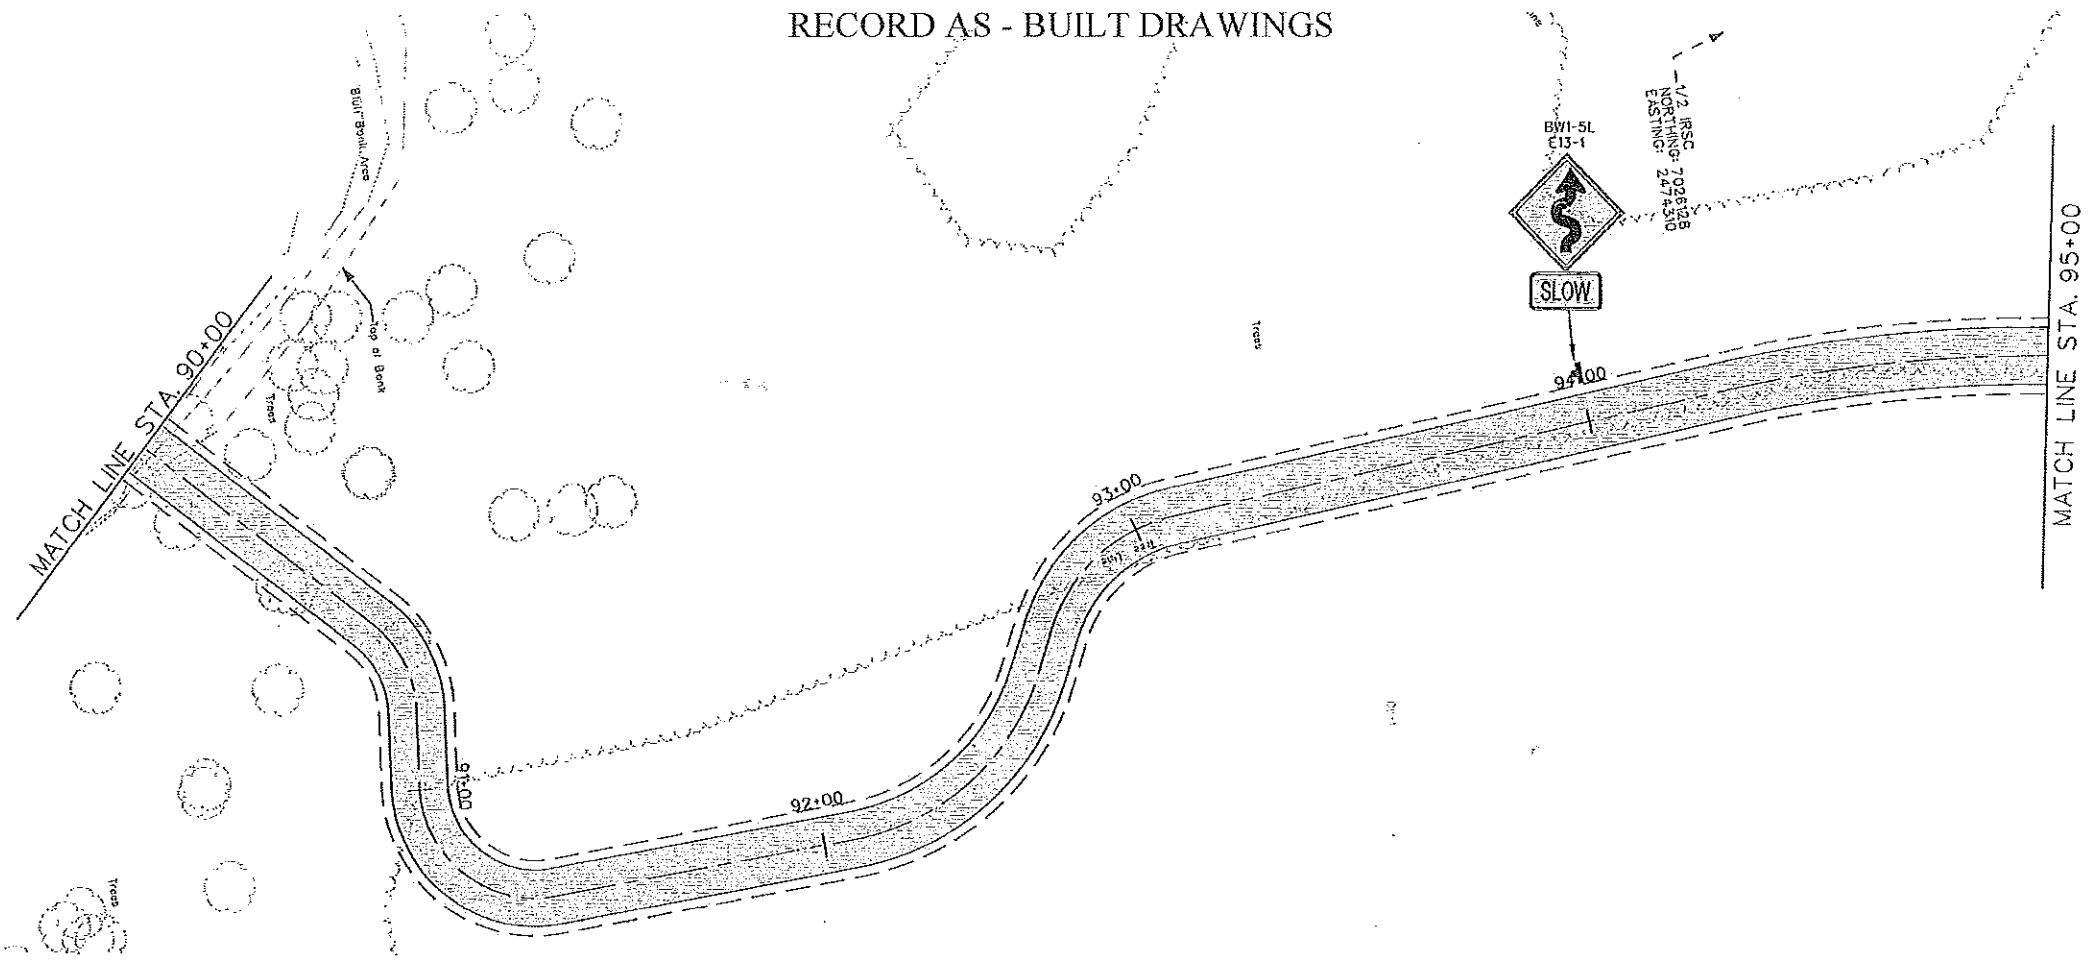 RECORD AS - BUILT DRAWINGS
Top of Bank
Trees
MATCH LINE STA. 90+00
BW1-5L
E13-1
SLOW
1/2 IRSC
NORTHING: 7026128
EASTING: 2474310
Trees
94+00
MATCH LINE STA. 95+00
93+00
91+00
92+00
Trees